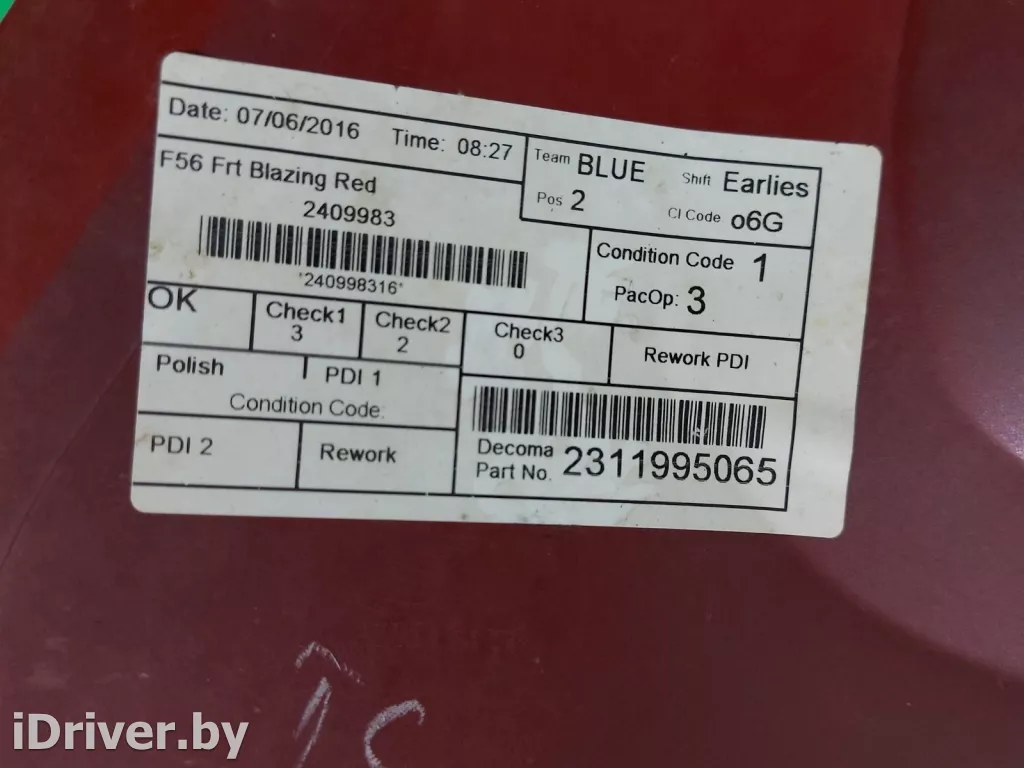 Date: 07/06/2016 Time: 08:27
Team BLUE Shift Earlies
Pos 2 CI Code o6G
F56 Frt Blazing Red
2409983
*240998316*
Condition Code 1
PacOp: 3
OK
Check1
3
Check2
2
Check3
0
Rework PDI
Polish
PDI 1
Condition Code:
PDI 2
Rework
Decoma
Part No. 2311995065
iDriver.by